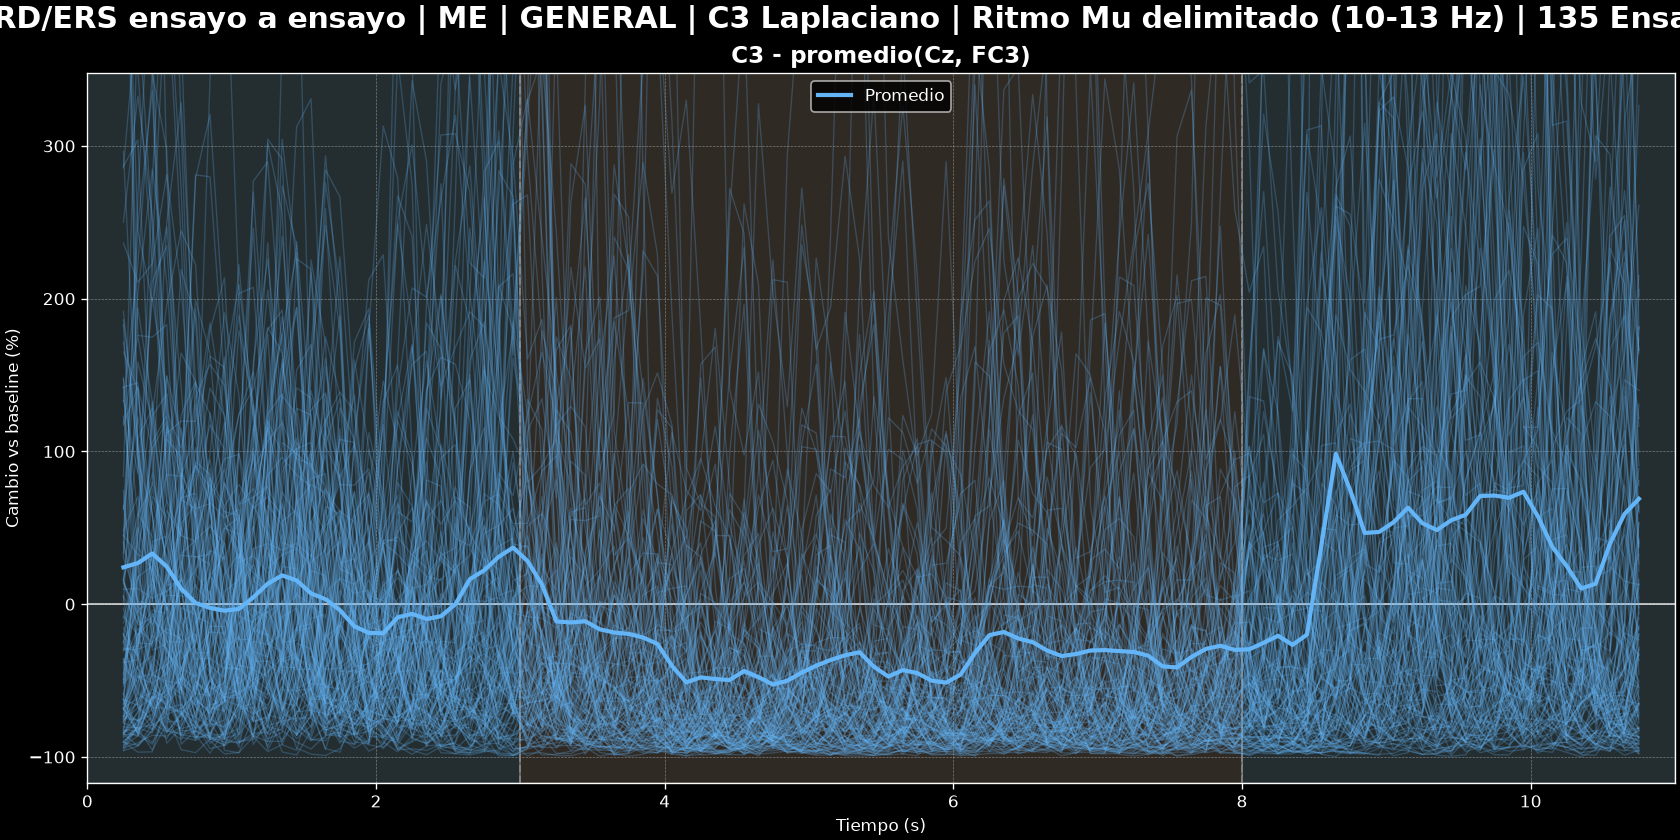 RD/ERS ensayo a ensayo | ME | GENERAL | C3 Laplaciano | Ritmo Mu delimitado (10-13 Hz) | 135 Ensa
C3 - promedio(Cz, FC3)
Promedio
Cambio vs baseline (%)
300
200
100
0
−100
0 2 4 6 8 10
Tiempo (s)